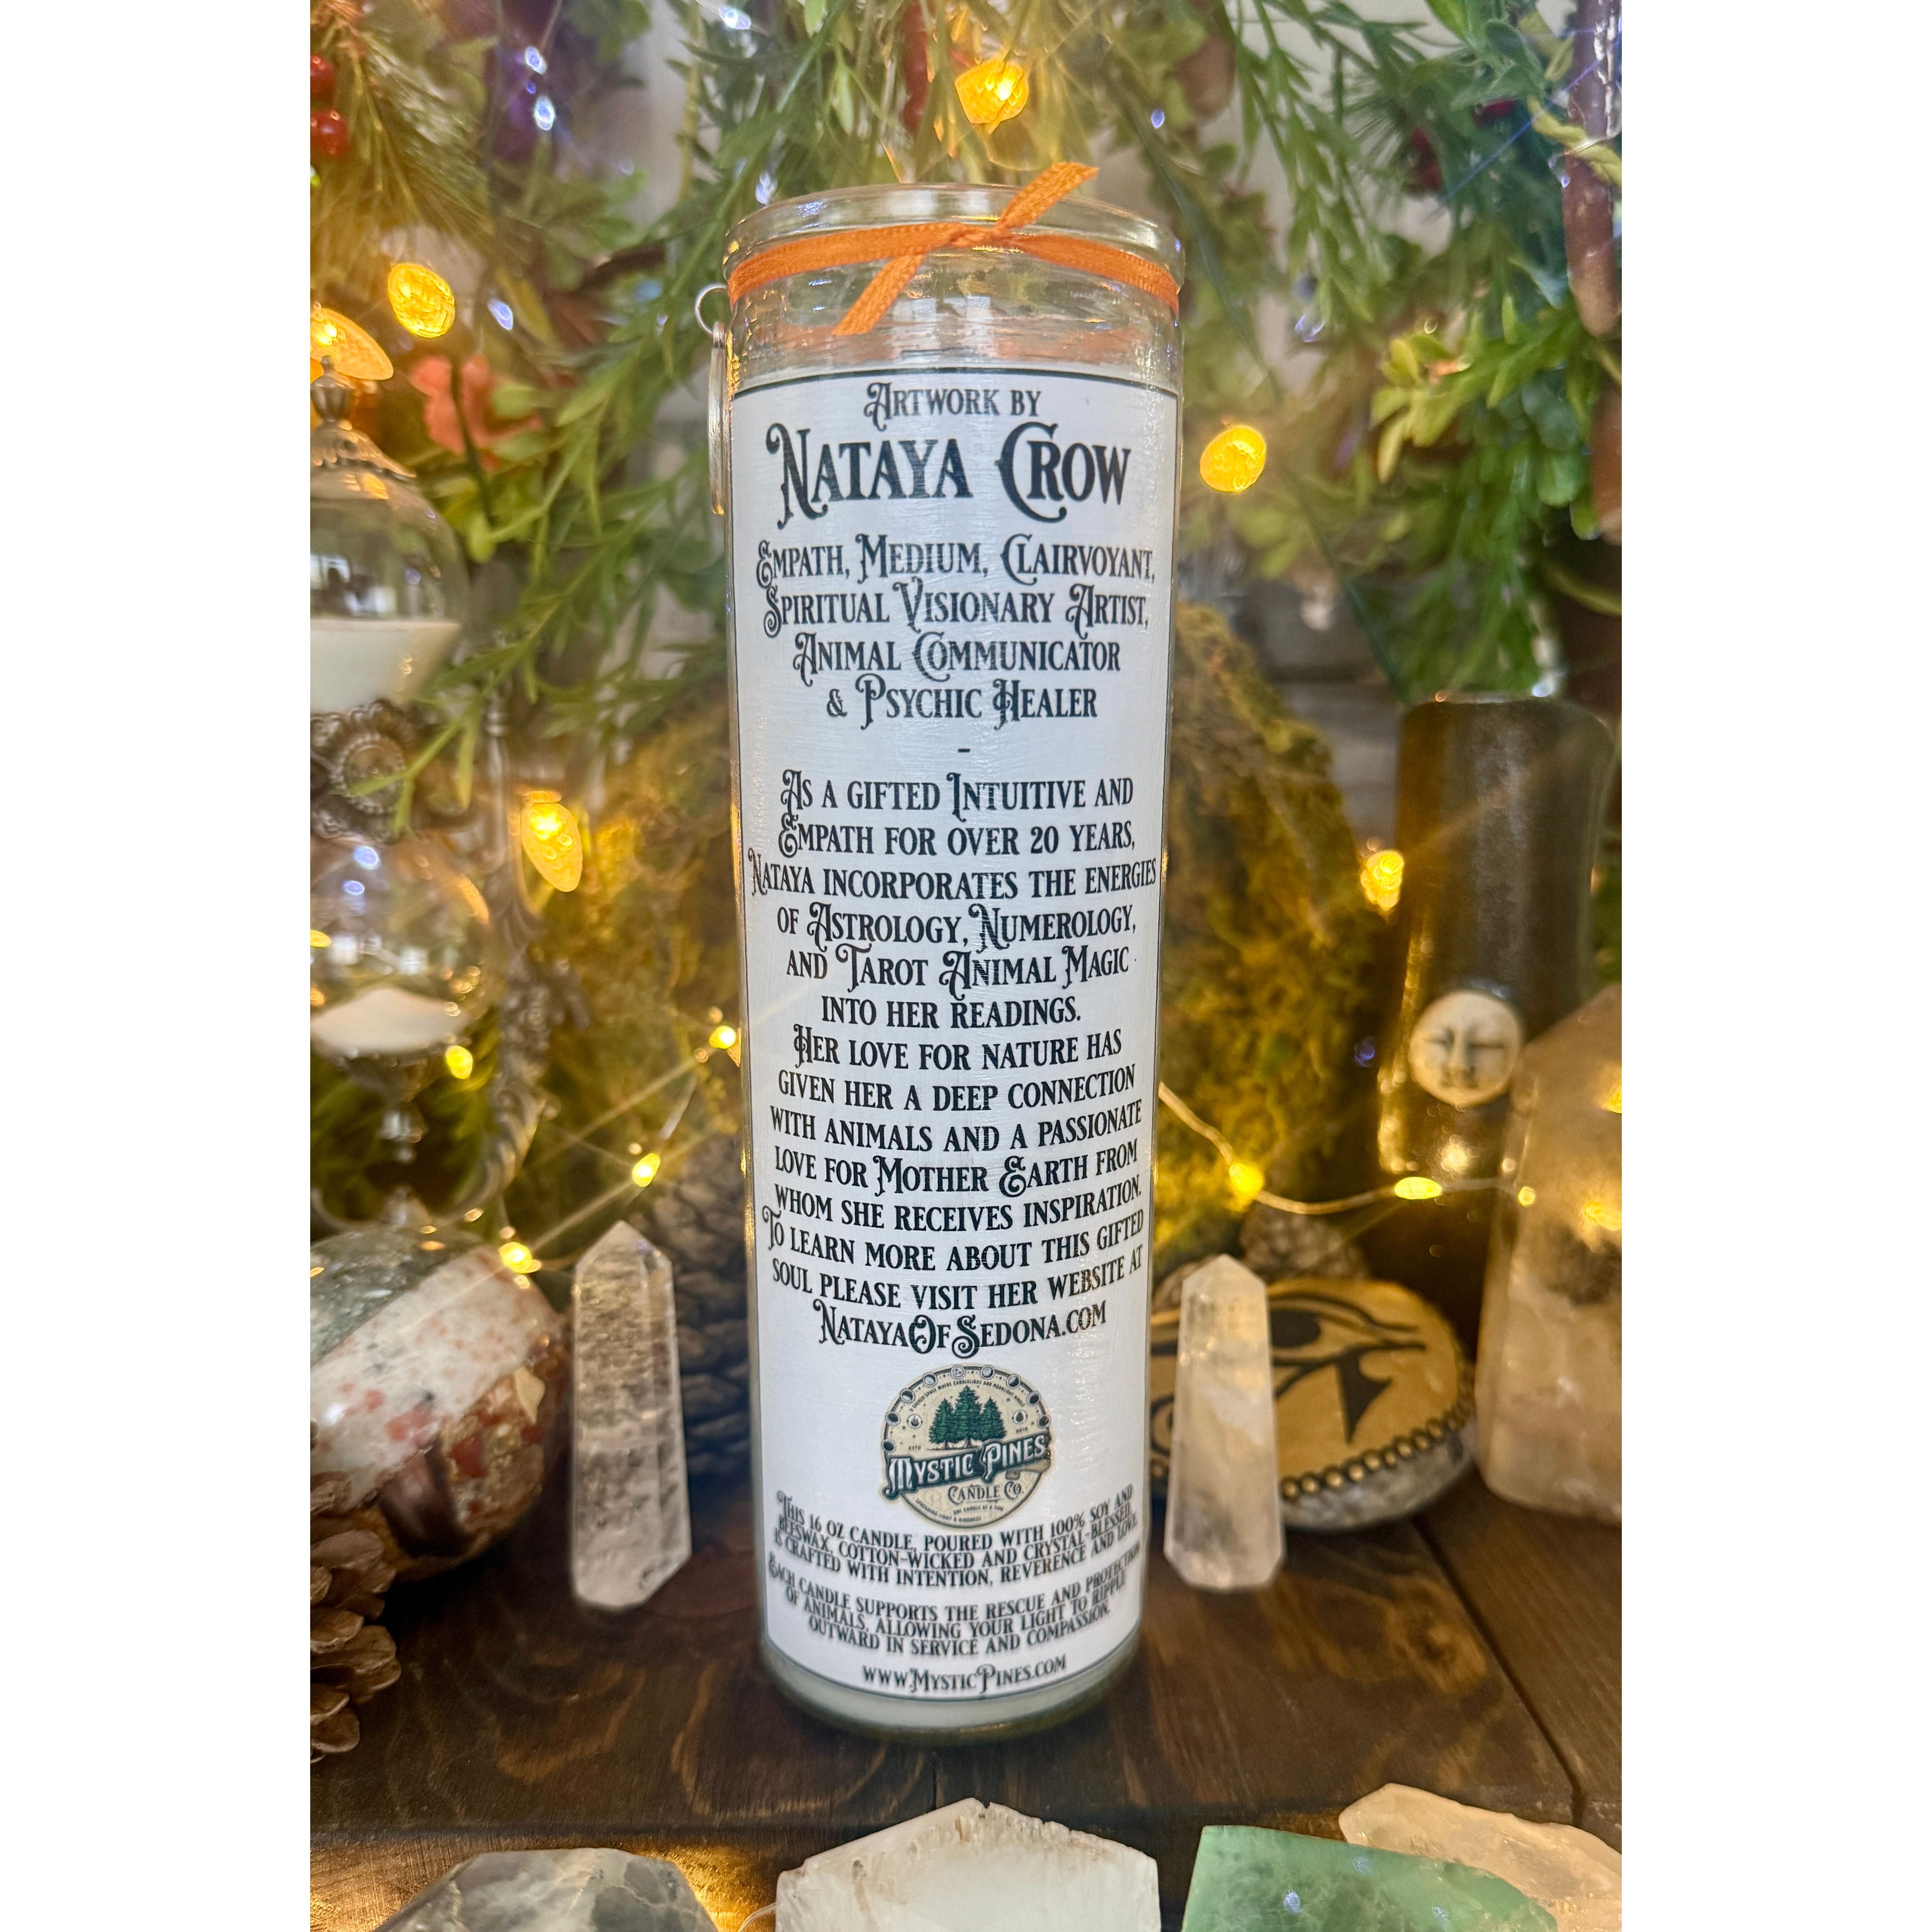 Artwork by
Nataya Crow
Empath, Medium, Clairvoyant,
Spiritual Visionary Artist,
Animal Communicator
& Psychic Healer
-
As a gifted Intuitive and
Empath for over 20 years,
Nataya incorporates the energies
of Astrology, Numerology,
and Tarot Animal Magic
into her readings.
Her love for nature has
given her a deep connection
with animals and a passionate
love for Mother Earth from
whom she receives inspiration.
To learn more about this gifted
soul please visit her website at
NatayaOfSedona.com
Mystic Pines
Candle Co.
This 16 oz candle, poured with 100% soy and
beeswax, cotton-wicked and crystal-blessed,
is crafted with intention, reverence and love.
Each candle supports the rescue and protection
of animals, allowing your light to ripple
outward in service and compassion.
www.MysticPines.com